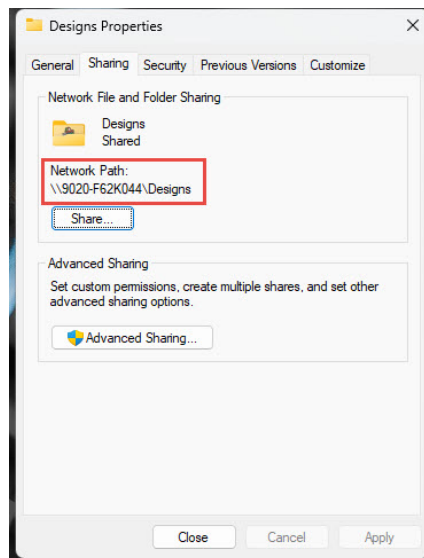 Designs Properties
General Sharing Security Previous Versions Customize
Network File and Folder Sharing
Designs
Shared
Network Path:
\\9020-F62K044\Designs
Share...
Advanced Sharing
Set custom permissions, create multiple shares, and set other
advanced sharing options.
Advanced Sharing...
Close Cancel Apply